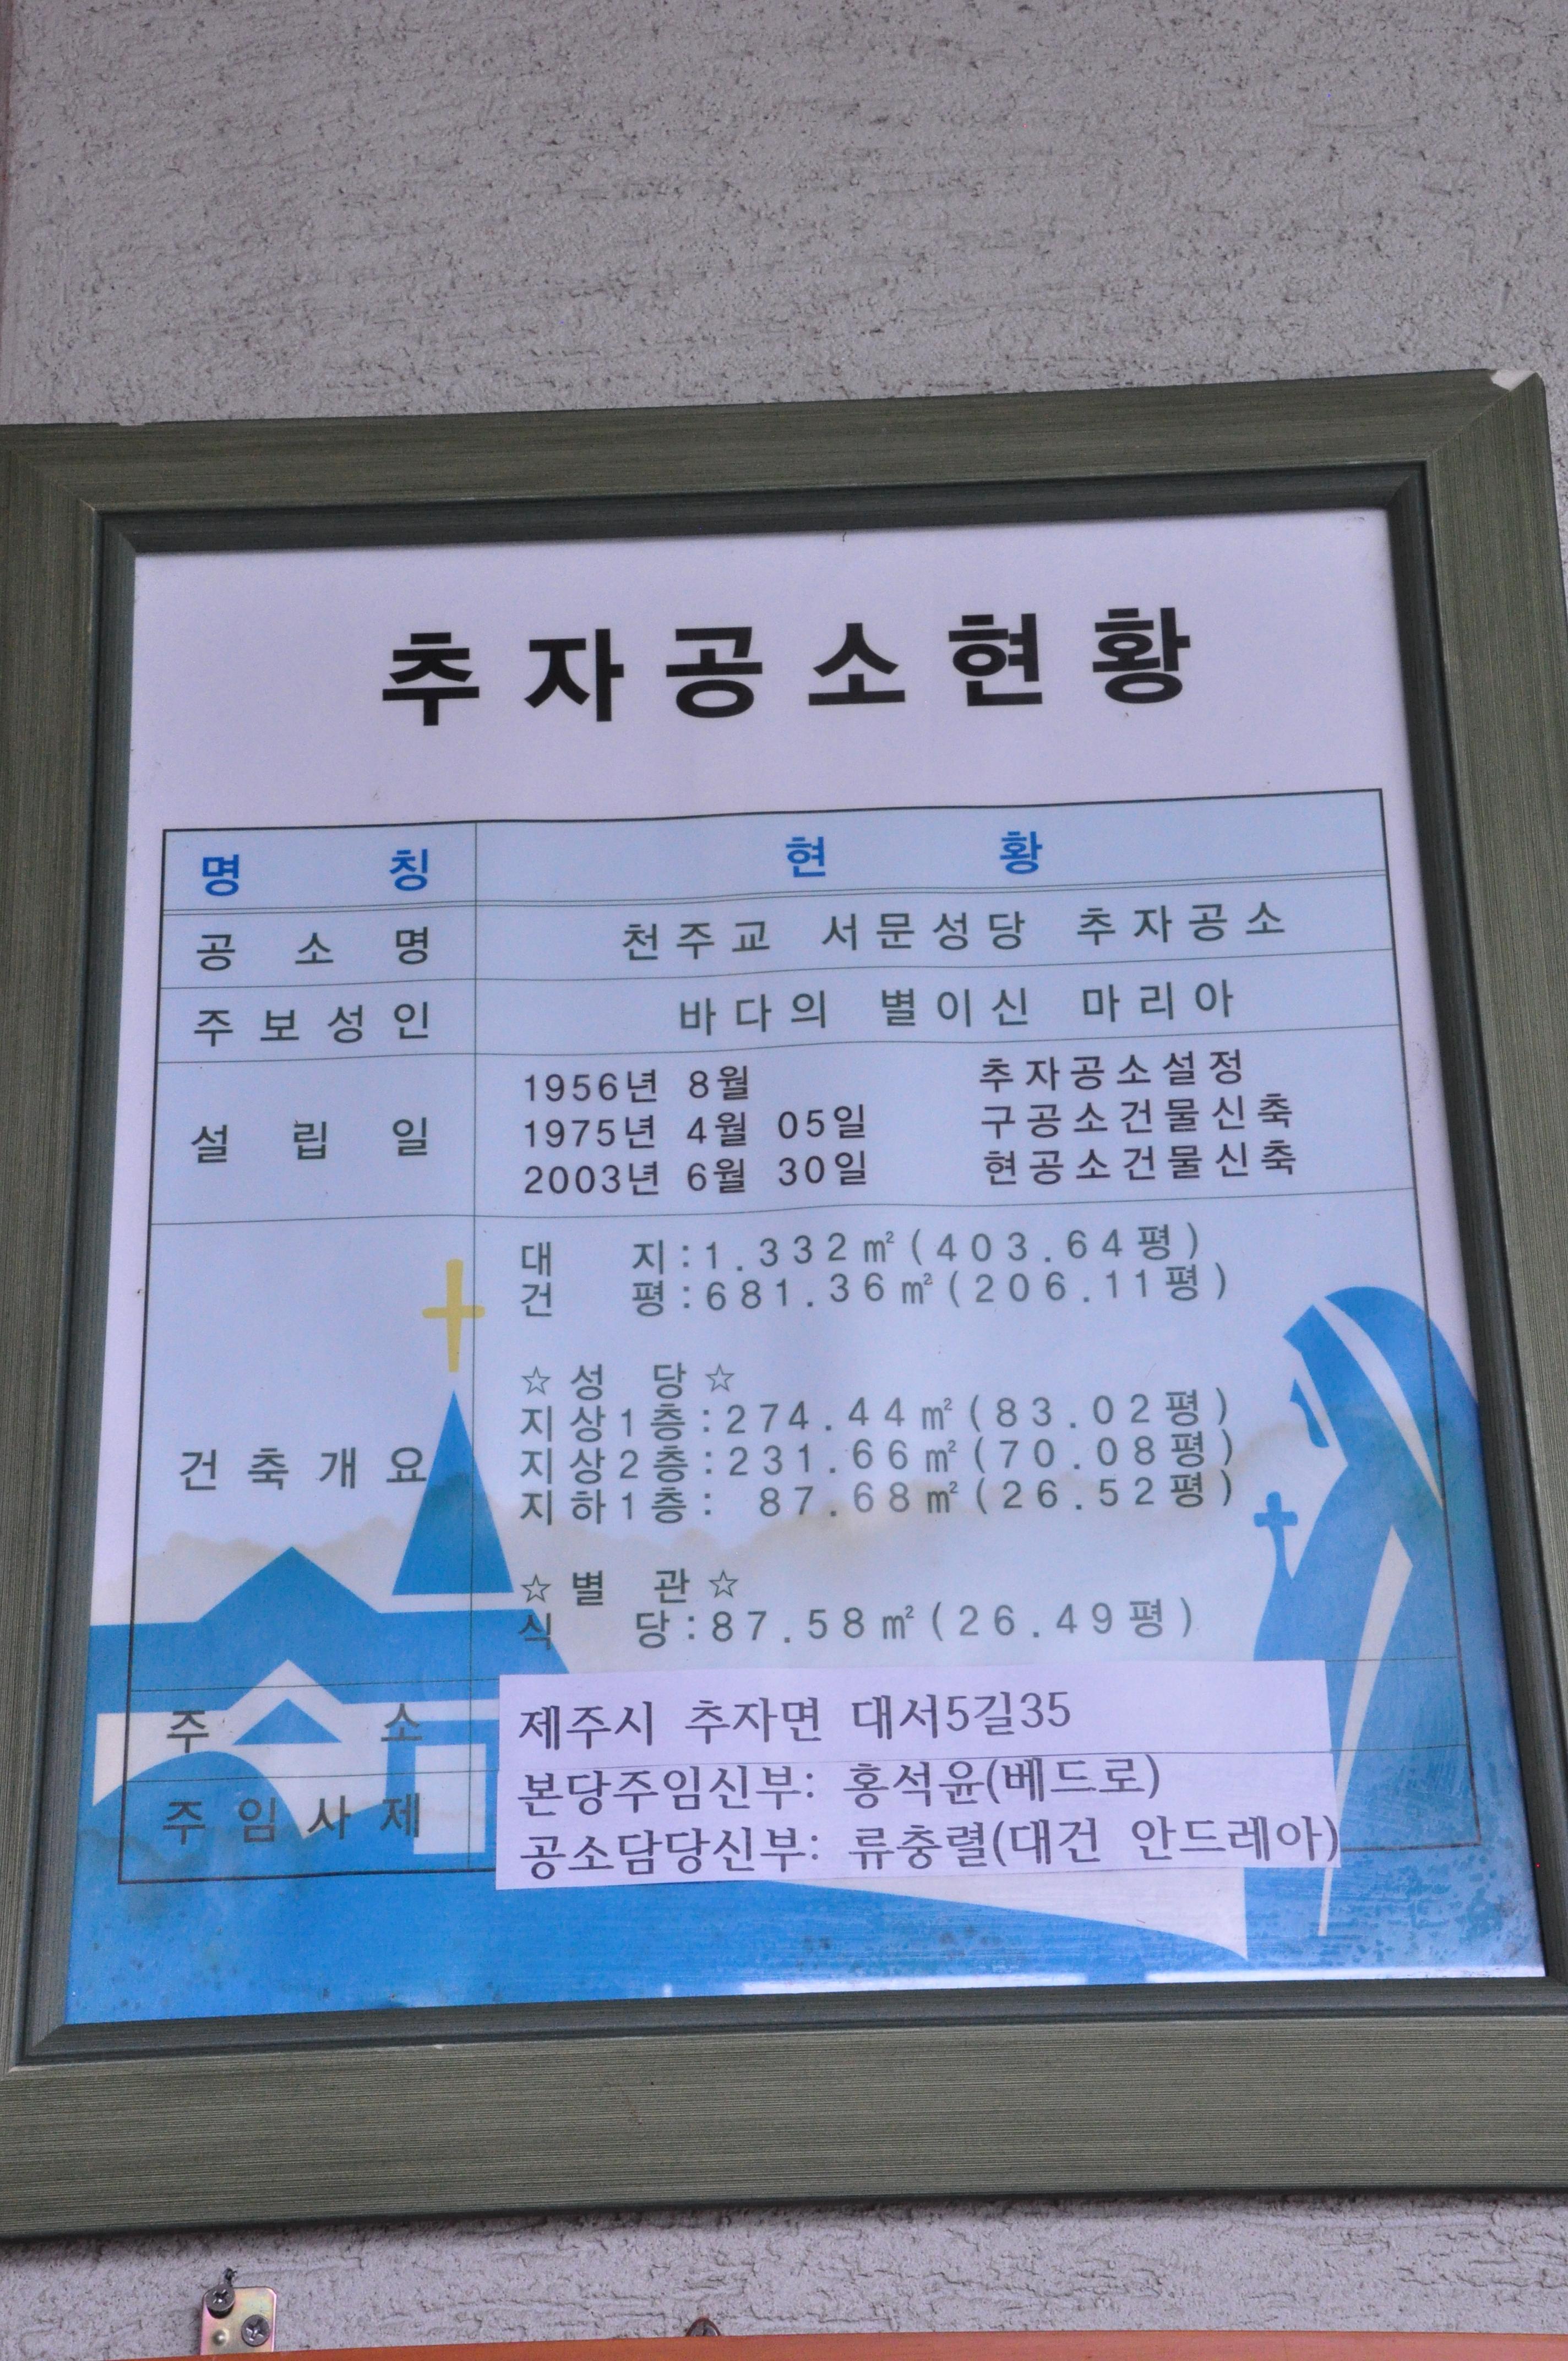 추자공소현황
명 칭 현 황
공 소 명 천주교 서문성당 추자공소
주보성인 바다의 별이신 마리아
설 립 일
1956년 8월 추자공소설정
1975년 4월 05일 구공소건물신축
2003년 6월 30일 현공소건물신축
건축개요
대 지:1.332㎡(403.64평)
건 평:681.36㎡(206.11평)
☆성 당☆
지상1층:274.44㎡(83.02평)
지상2층:231.66㎡(70.08평)
지하1층: 87.68㎡(26.52평)
☆별 관☆
식 당:87.58㎡(26.49평)
주 소 제주시 추자면 대서5길35
주임사제
본당주임신부: 홍석윤(베드로)
공소담당신부: 류충렬(대건 안드레아)